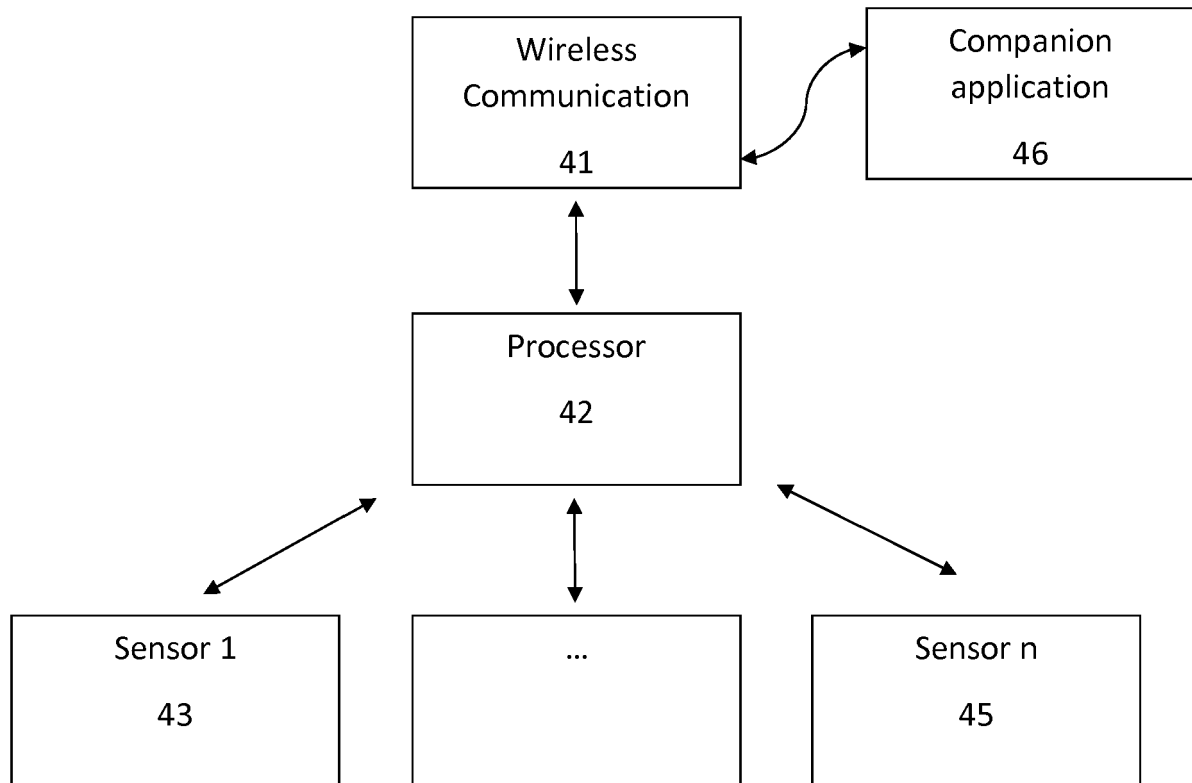 Wireless
Communication
41
Companion
application
46
Processor
42
Sensor 1
43
...
Sensor n
45